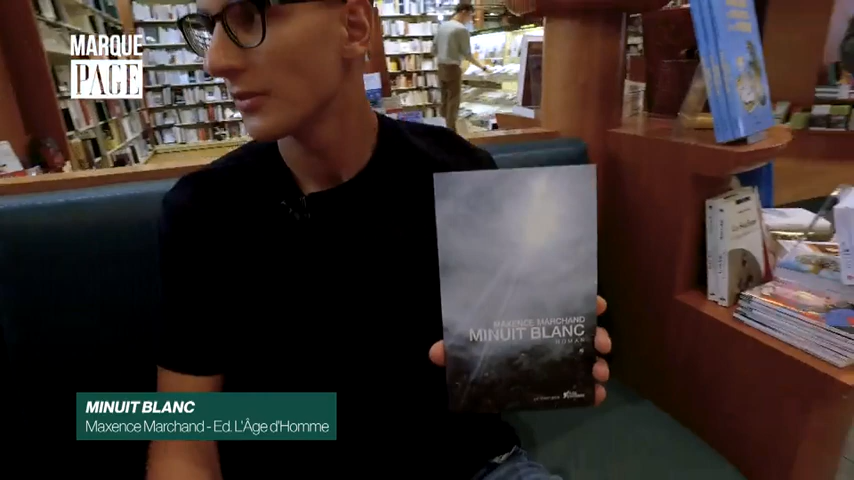 MARQUE
PAGE
MAXENCE MARCHAND
MINUIT BLANC
ROMAN
MINUIT BLANC
Maxence Marchand - Ed. L'Âge d'Homme